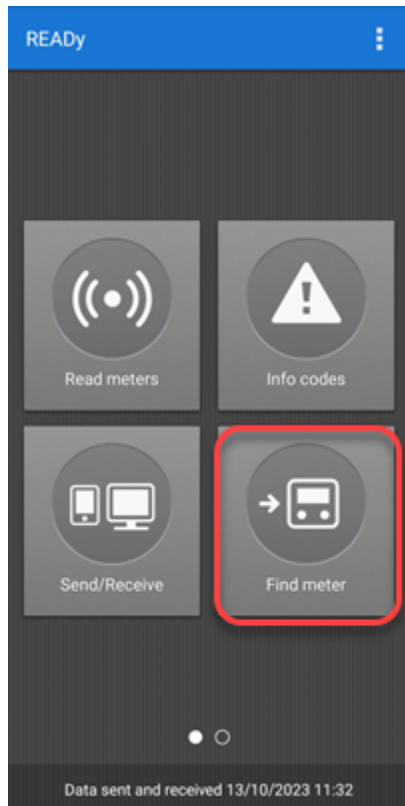 READy
Read meters
Info codes
Send/Receive
Find meter
Data sent and received 13/10/2023 11:32